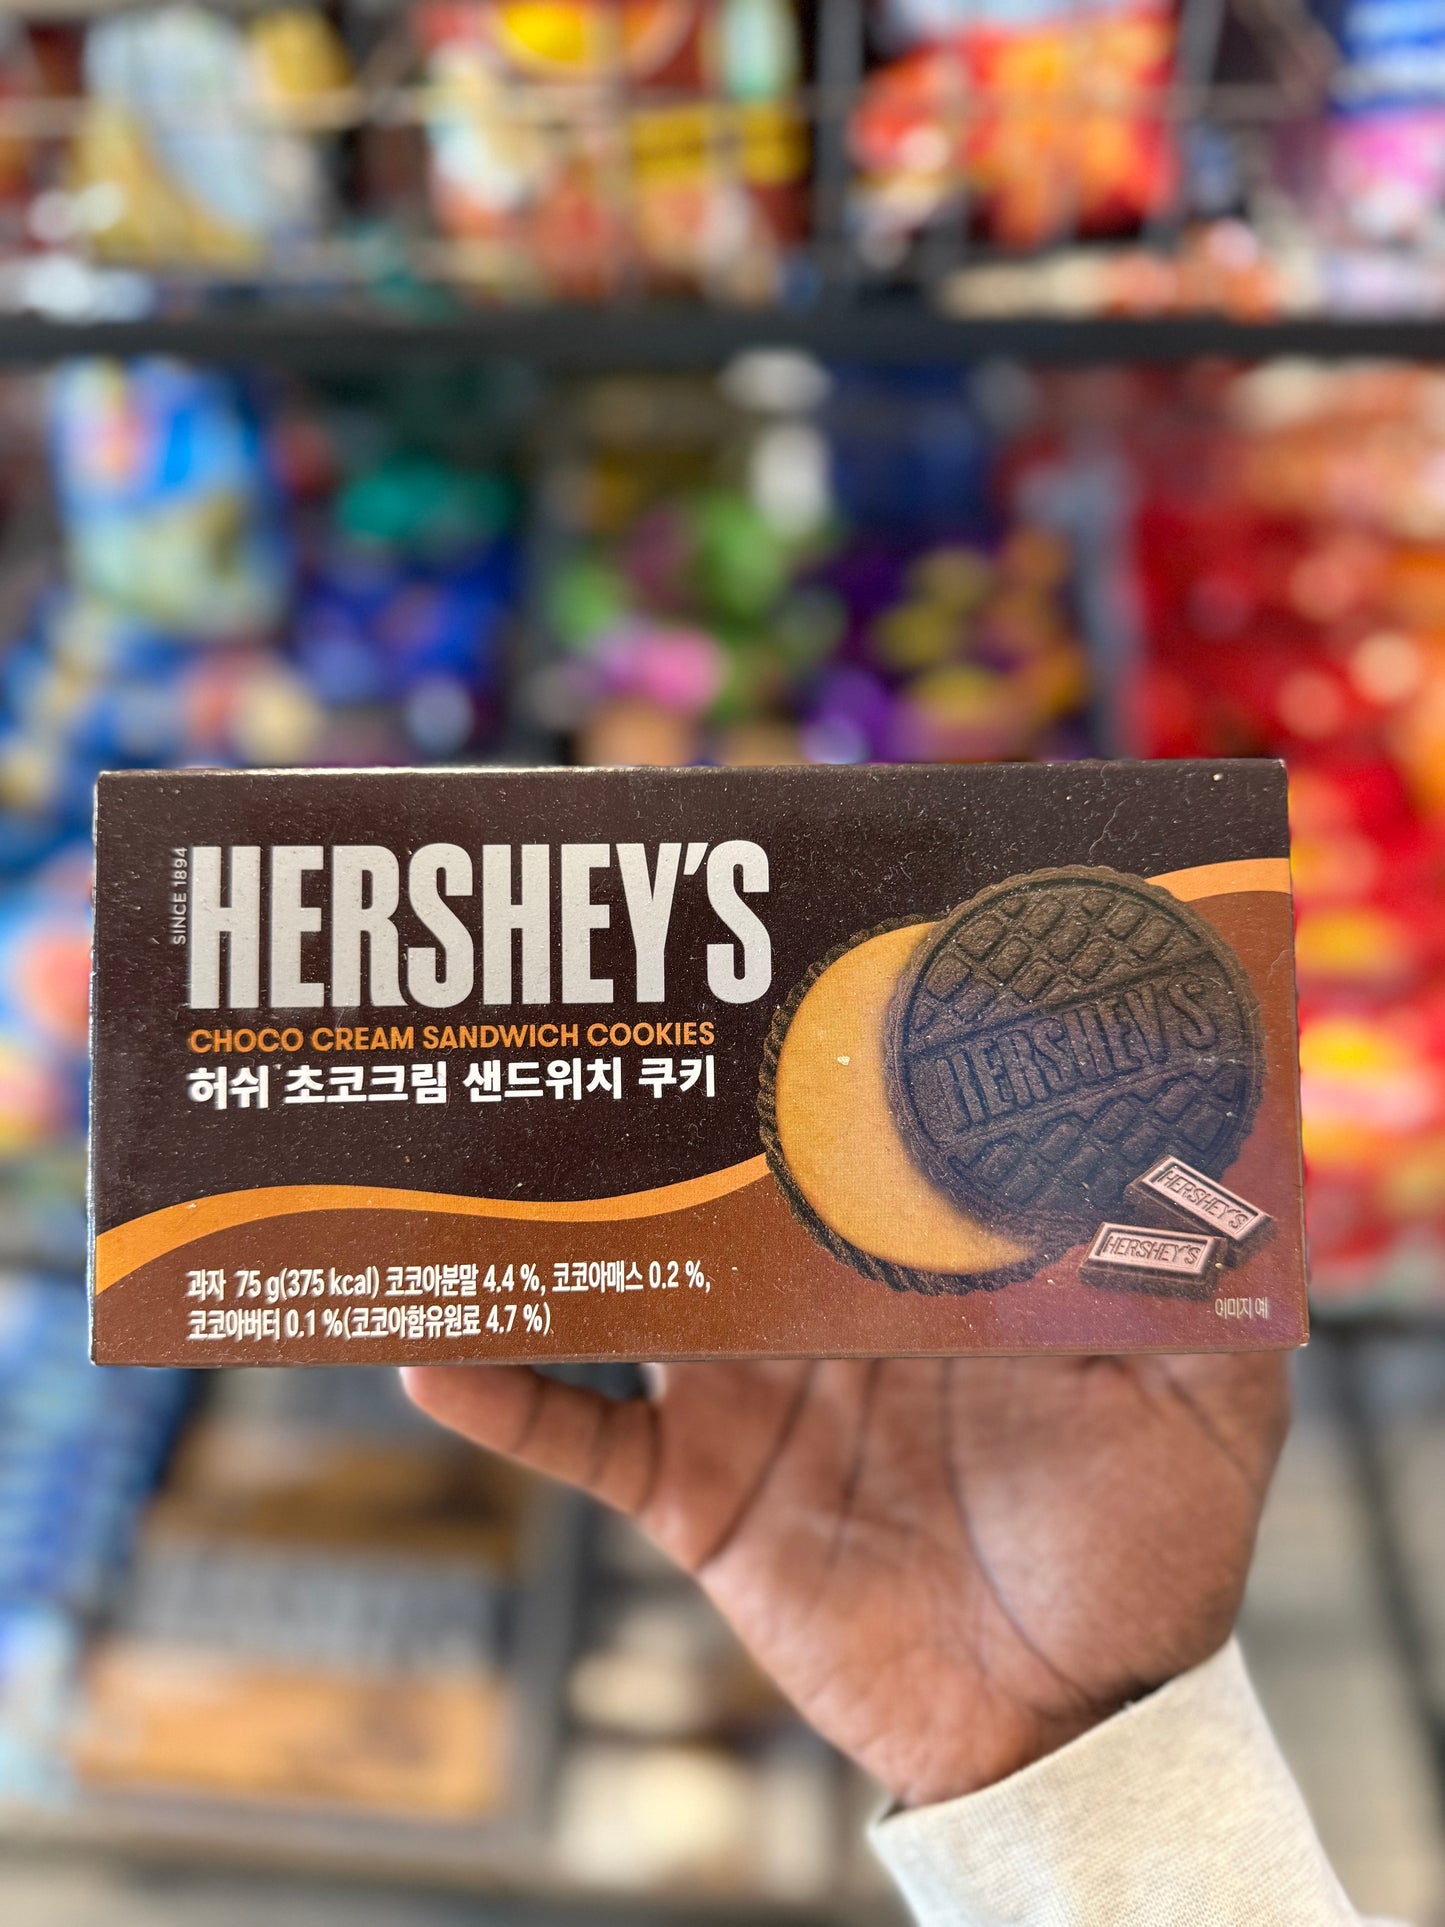 SINCE 1894
HERSHEY'S
CHOCO CREAM SANDWICH COOKIES
허쉬 초코크림 샌드위치 쿠키
HERSHEY'S
HERSHEY'S
HERSHEY'S
과자 75 g(375 kcal) 코코아분말 4.4 %, 코코아매스 0.2 %,
코코아버터 0.1 %(코코아함유원료 4.7 %)
이미지 예